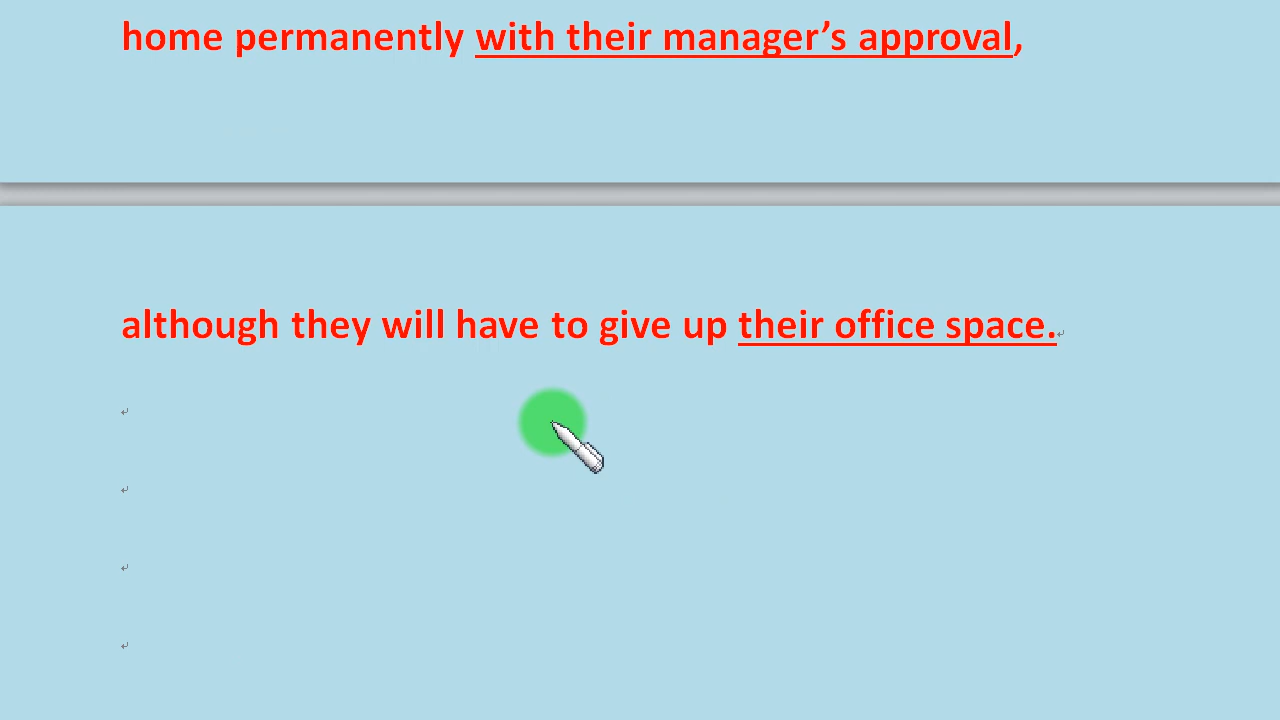 home permanently with their manager’s approval,
although they will have to give up their office space.